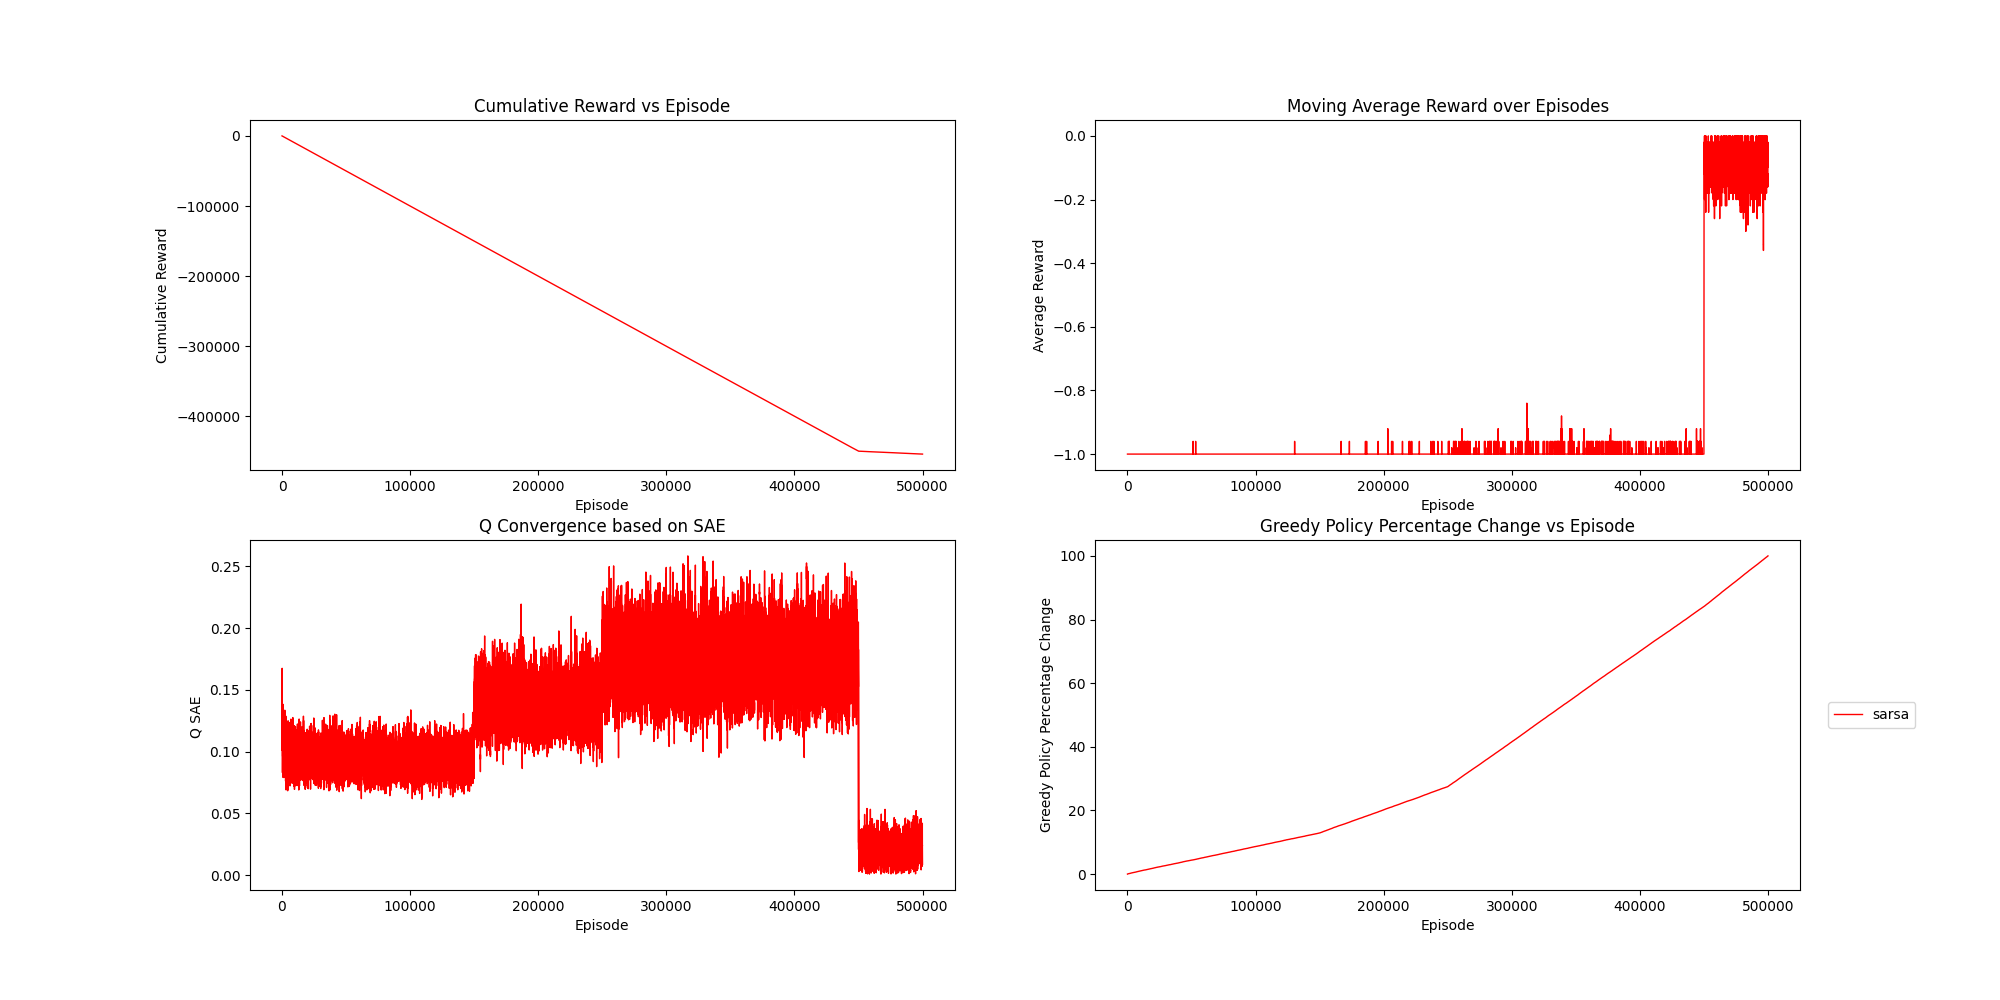 Cumulative Reward vs Episode
0
−100000
−200000
−300000
−400000
Cumulative Reward
0 100000 200000 300000 400000 500000
Episode
Moving Average Reward over Episodes
0.0
−0.2
−0.4
−0.6
−0.8
−1.0
Average Reward
0 100000 200000 300000 400000 500000
Episode
Q Convergence based on SAE
0.25
0.20
0.15
0.10
0.05
0.00
Q SAE
0 100000 200000 300000 400000 500000
Episode
Greedy Policy Percentage Change vs Episode
100
80
60
40
20
0
Greedy Policy Percentage Change
0 100000 200000 300000 400000 500000
Episode
sarsa